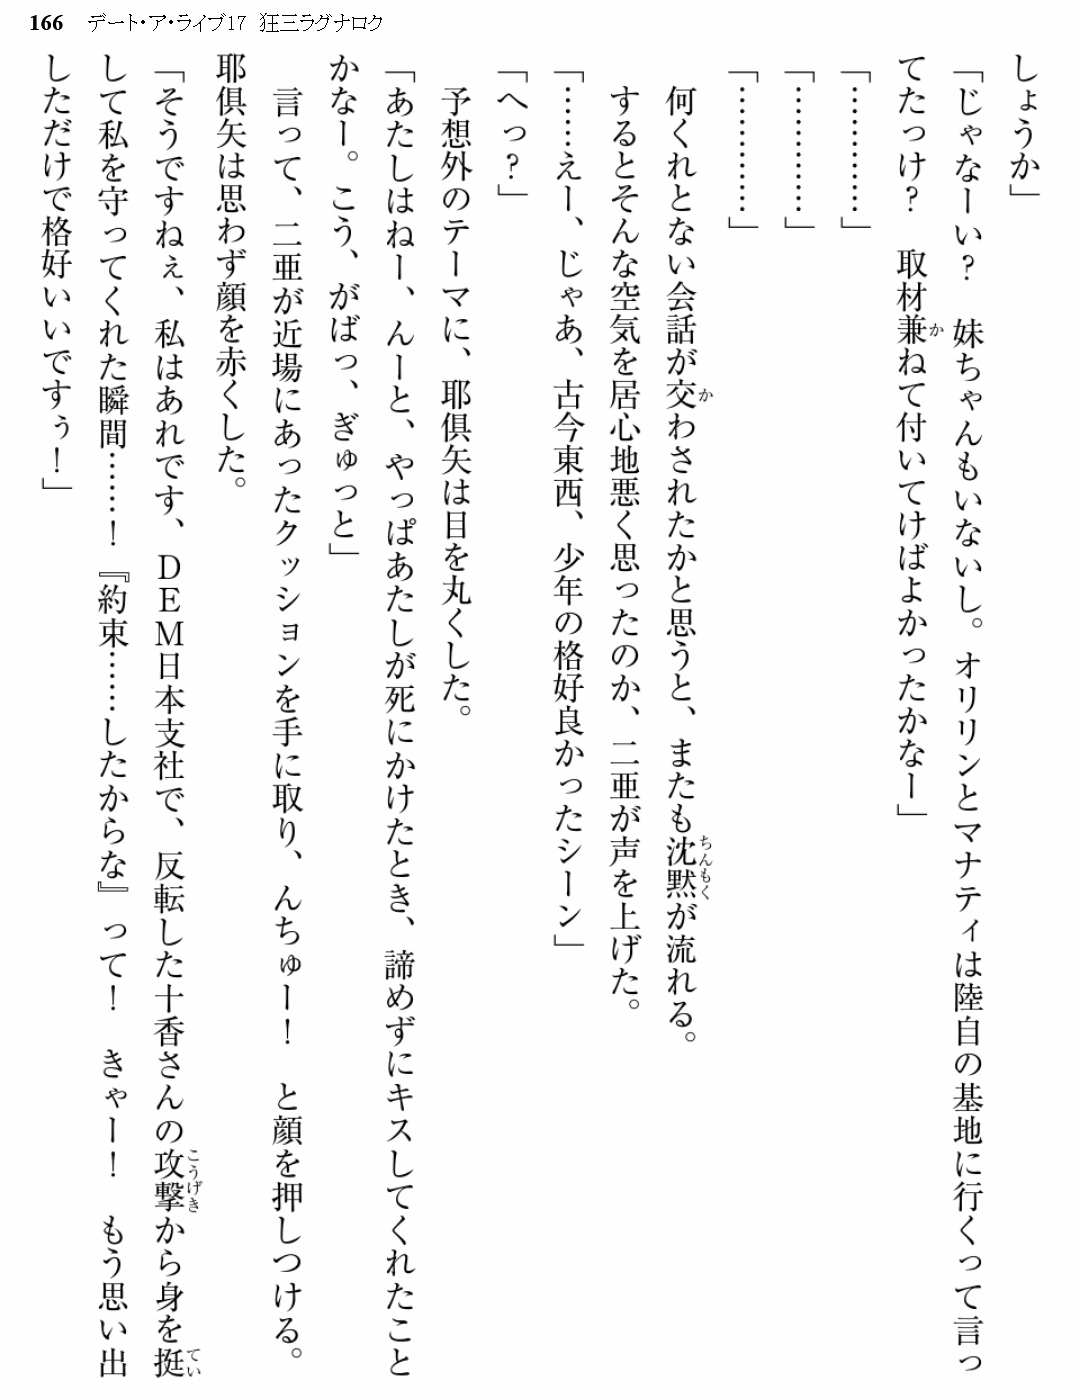 166 デート・ア・ライブ17 狂三ラグナロク
しょうか」
「じゃなーい？　妹ちゃんもいないし。オリリンとマナティは陸自の基地に行くって言っ
てたっけ？　取材兼ねて付いてけばよかったかなー」
「…………」
「…………」
「…………」
何くれとない会話が交わされたかと思うと、またも沈黙が流れる。
するとそんな空気を居心地悪く思ったのか、二亜が声を上げた。
「……えー、じゃあ、古今東西、少年の格好良かったシーン」
「へっ？」
予想外のテーマに、耶倶矢は目を丸くした。
「あたしはねー、んーと、やっぱあたしが死にかけたとき、諦めずにキスしてくれたこと
かなー。こう、がばっ、ぎゅっと」
言って、二亜が近場にあったクッションを手に取り、んちゅー！　と顔を押しつける。
耶倶矢は思わず顔を赤くした。
「そうですねぇ、私はあれです、ＤＥＭ日本支社で、反転した十香さんの攻撃から身を挺
して私を守ってくれた瞬間……！『約束……したからな』って！　きゃー！　もう思い出
しただけで格好いいですぅ！」